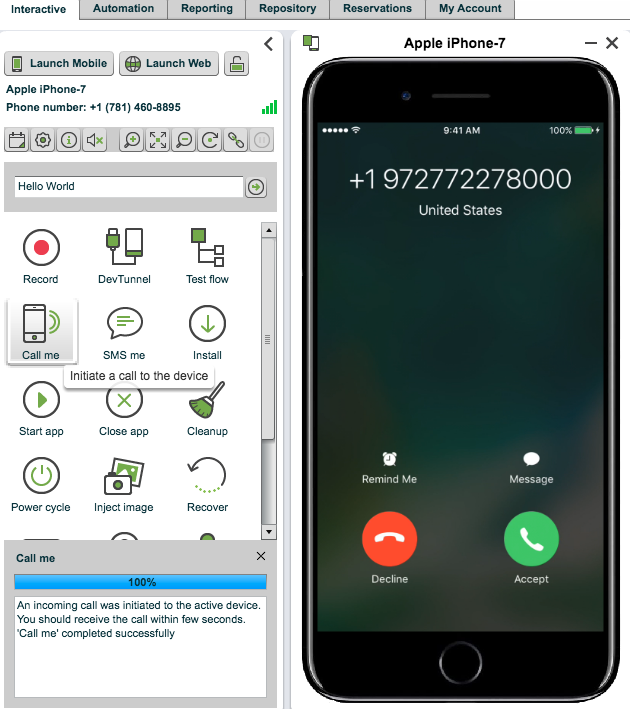 Interactive
Automation
Reporting
Repository
Reservations
My Account
Launch Mobile
Launch Web
Apple iPhone-7
Phone number: +1 (781) 460-8895
Hello World
Record
DevTunnel
Test flow
Call me
SMS me
Install
Initiate a call to the device
Start app
Close app
Cleanup
Power cycle
Inject image
Recover
Call me
100%
An incoming call was initiated to the active device.
You should receive the call within few seconds.
'Call me' completed successfully
Apple iPhone-7
9:41 AM
100%
+1 972772278000
United States
Remind Me
Message
Decline
Accept